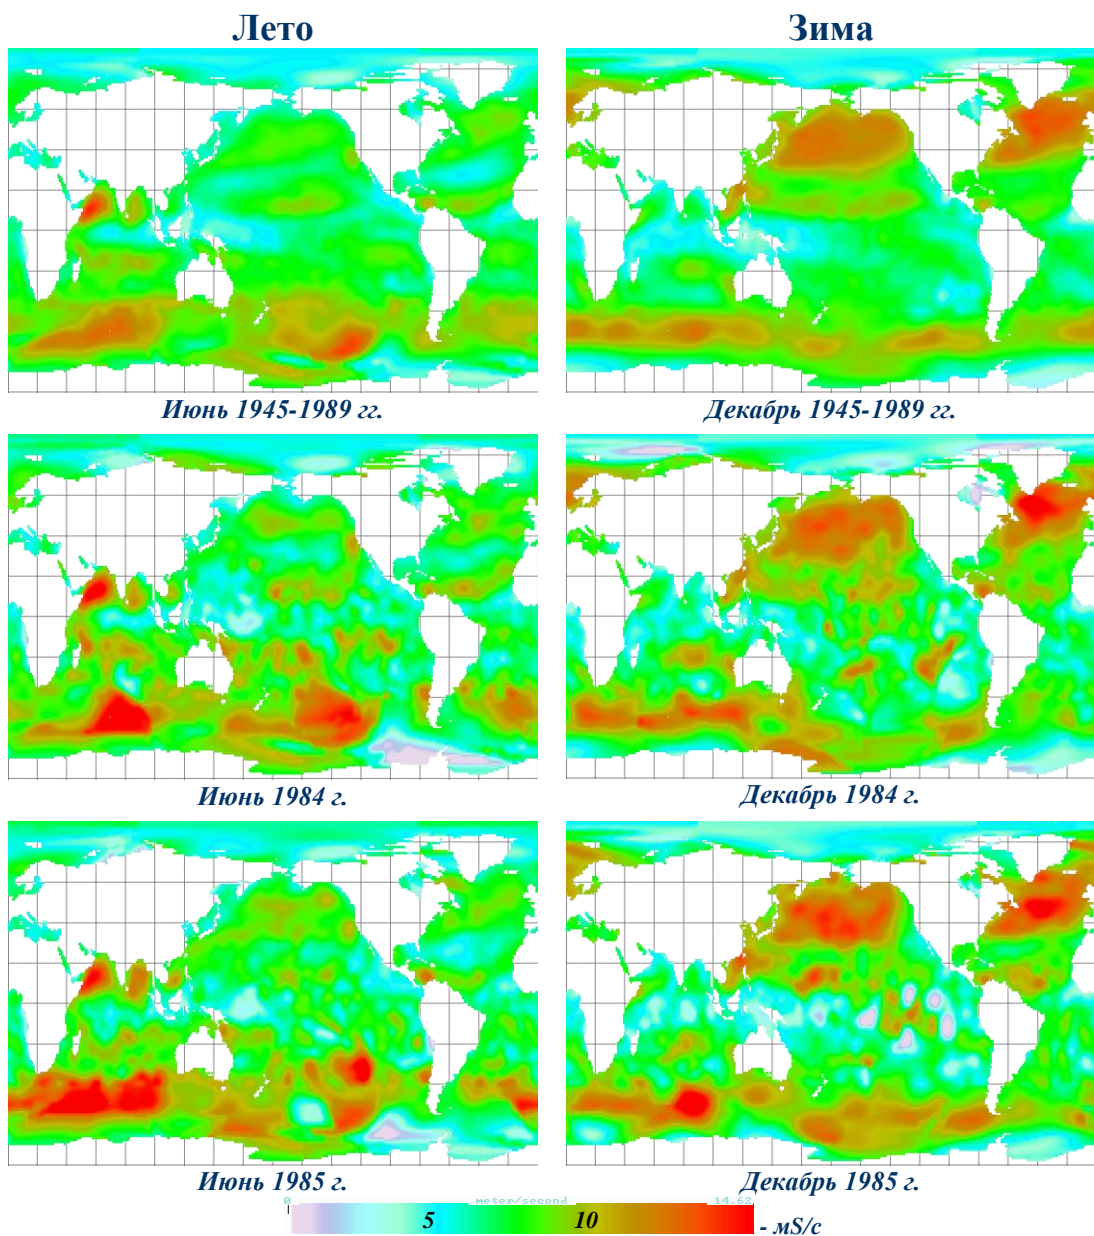 Лето
Зима
Июнь 1945-1989 гг.
Декабрь 1945-1989 гг.
Июнь 1984 г.
Декабрь 1984 г.
Июнь 1985 г.
Декабрь 1985 г.
0 meter/second 14.62
5 10 - мS/c